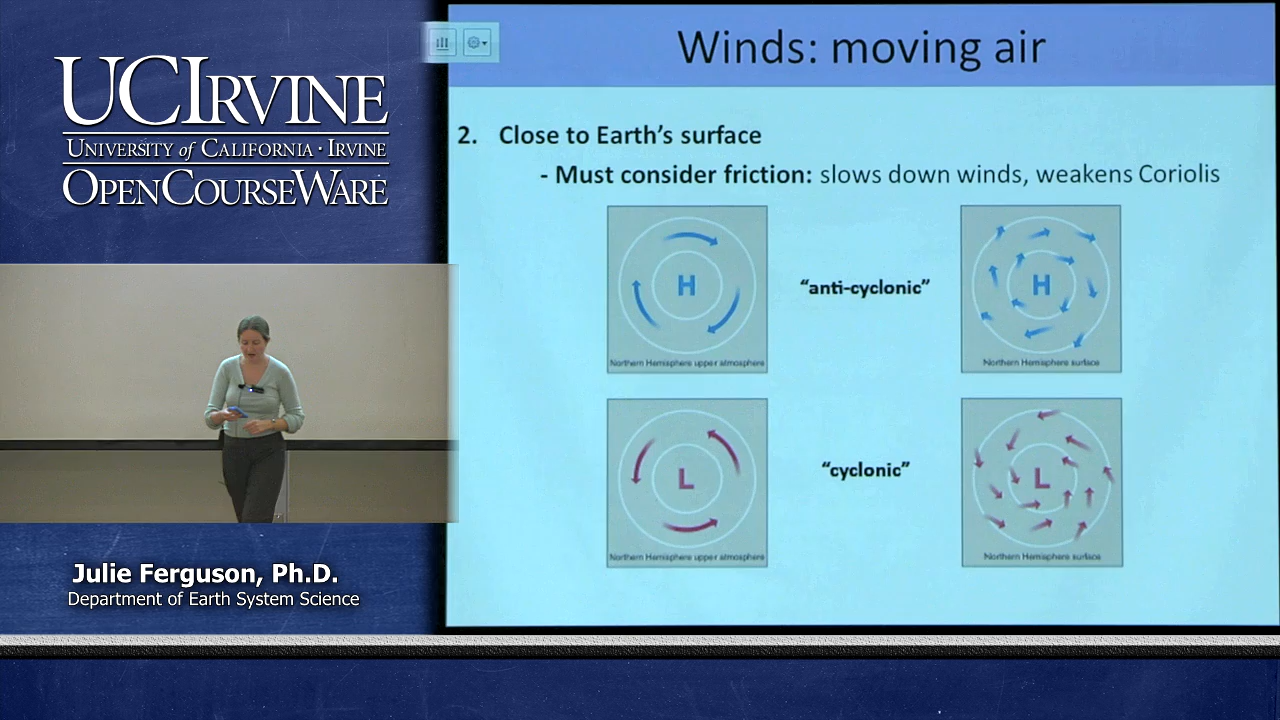 UCIRVINE
UNIVERSITY of CALIFORNIA · IRVINE
OPENCOURSEWARE
Julie Ferguson, Ph.D.
Department of Earth System Science
Winds: moving air
2. Close to Earth's surface
- Must consider friction: slows down winds, weakens Coriolis
H
Northern Hemisphere upper atmosphere
"anti-cyclonic"
H
Northern Hemisphere surface
L
Northern Hemisphere upper atmosphere
"cyclonic"
L
Northern Hemisphere surface